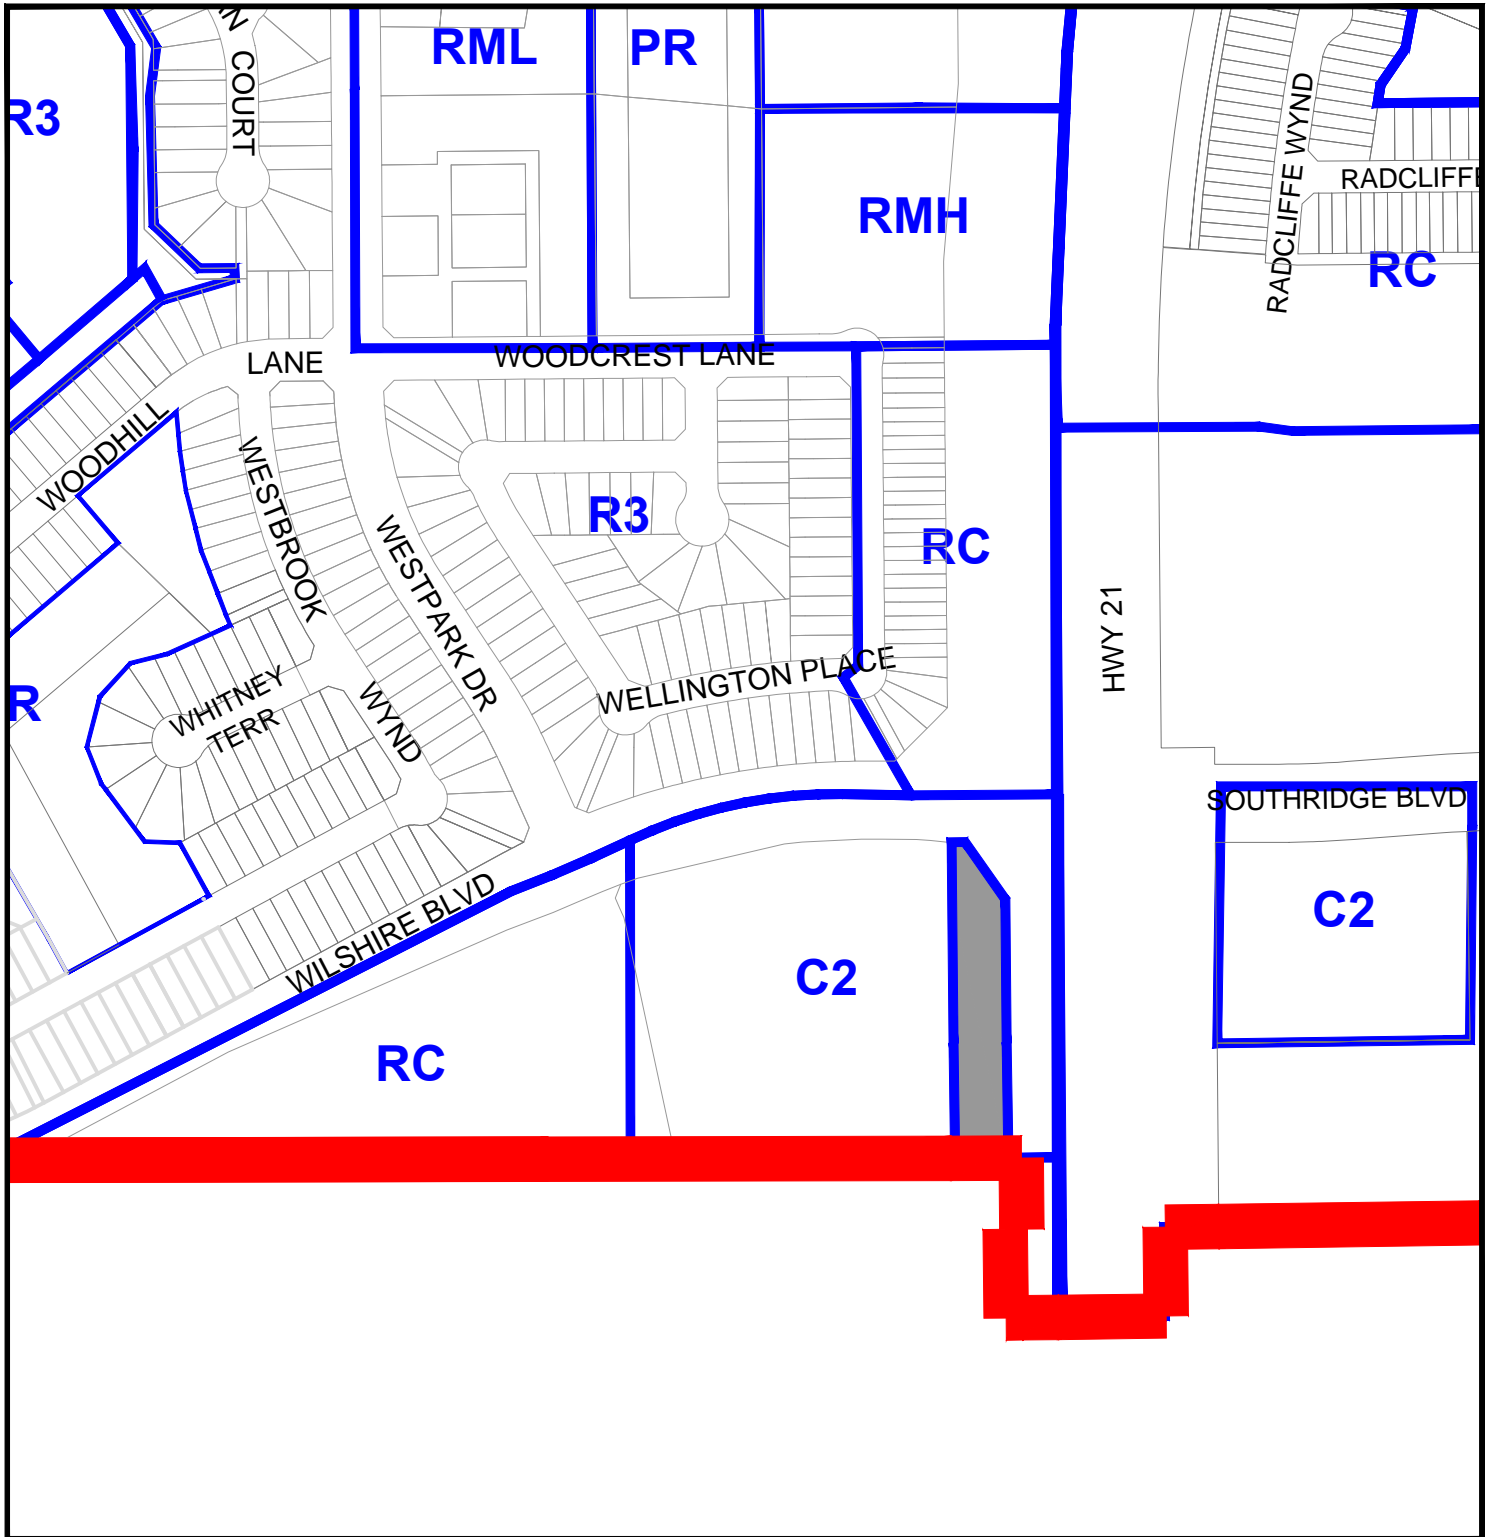 COURT
RML
PR
R3
RMH
RADCLIFFE WYND
RC
LANE
WOODCREST LANE
WOODHILL
WESTBROOK
WYND
R3
WESTPARK DR
RC
HWY 21
WELLINGTON PLACE
WHITNEY
TERR
SOUTHRIDGE BLVD
C2
WILSHIRE BLVD
C2
RC